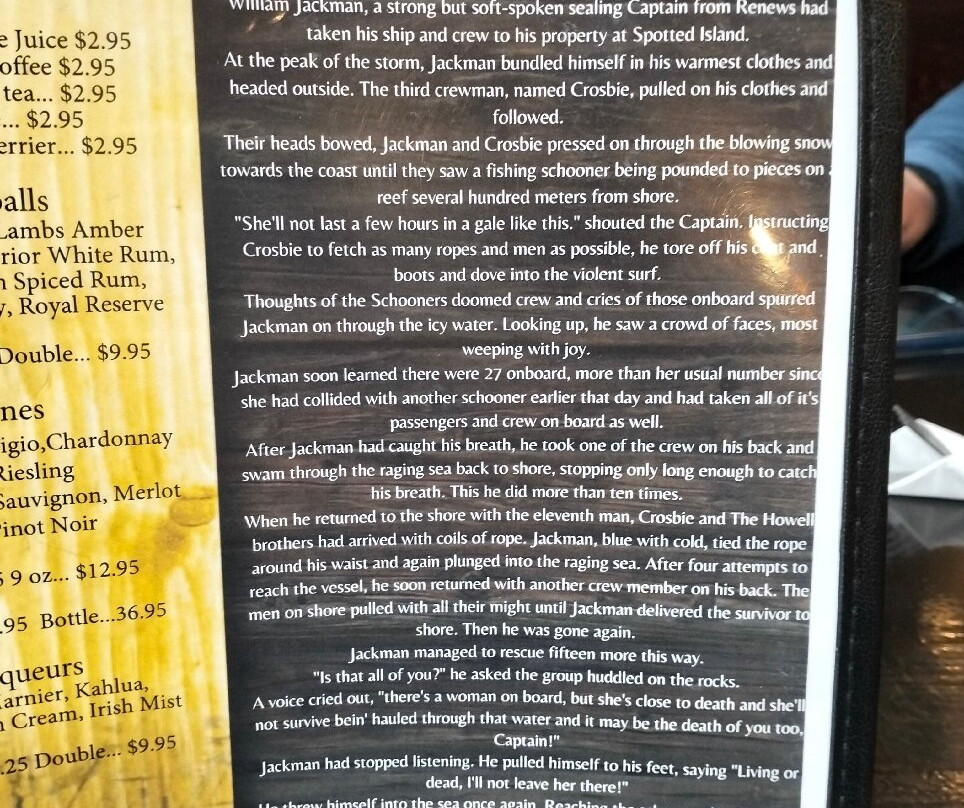 Juice $2.95
$2.95
tea... $2.95
... $2.95
$2.95
Lambs Amber
White Rum,
Spiced Rum,
Royal Reserve
Double... $9.95
Chardonnay
Riesling
Sauvignon, Merlot
Pinot Noir
9 oz... $12.95
.95 Bottle...36.95
Kahlua,
Cream, Irish Mist
.25 Double... $9.95
William Jackman, a strong but soft-spoken sealing Captain from Renews had
taken his ship and crew to his property at Spotted Island.
At the peak of the storm, Jackman bundled himself in his warmest clothes and
headed outside. The third crewman, named Crosbie, pulled on his clothes and
followed.
Their heads bowed, Jackman and Crosbie pressed on through the blowing snow
towards the coast until they saw a fishing schooner being pounded to pieces on
reef several hundred meters from shore.
"She'll not last a few hours in a gale like this." shouted the Captain. Instructing
Crosbie to fetch as many ropes and men as possible, he tore off his and
boots and dove into the violent surf.
Thoughts of the Schooners doomed crew and cries of those onboard spurred
Jackman on through the icy water. Looking up, he saw a crowd of faces, most
weeping with joy.
Jackman soon learned there were 27 onboard, more than her usual number since
she had collided with another schooner earlier that day and had taken all of it's
passengers and crew on board as well.
After Jackman had caught his breath, he took one of the crew on his back and
swam through the raging sea back to shore, stopping only long enough to catch
his breath. This he did more than ten times.
When he returned to the shore with the eleventh man, Crosbie and The Howell
brothers had arrived with coils of rope. Jackman, blue with cold, tied the rope
around his waist and again plunged into the raging sea. After four attempts to
reach the vessel, he soon returned with another crew member on his back. The
men on shore pulled with all their might until Jackman delivered the survivor to
shore. Then he was gone again.
Jackman managed to rescue fifteen more this way.
"Is that all of you?" he asked the group huddled on the rocks.
A voice cried out, "there's a woman on board, but she's close to death and she'll
not survive bein' hauled through that water and it may be the death of you too,
Captain!"
Jackman had stopped listening. He pulled himself to his feet, saying "Living or
dead, I'll not leave her there!"
He threw himself into the sea once again. Reaching